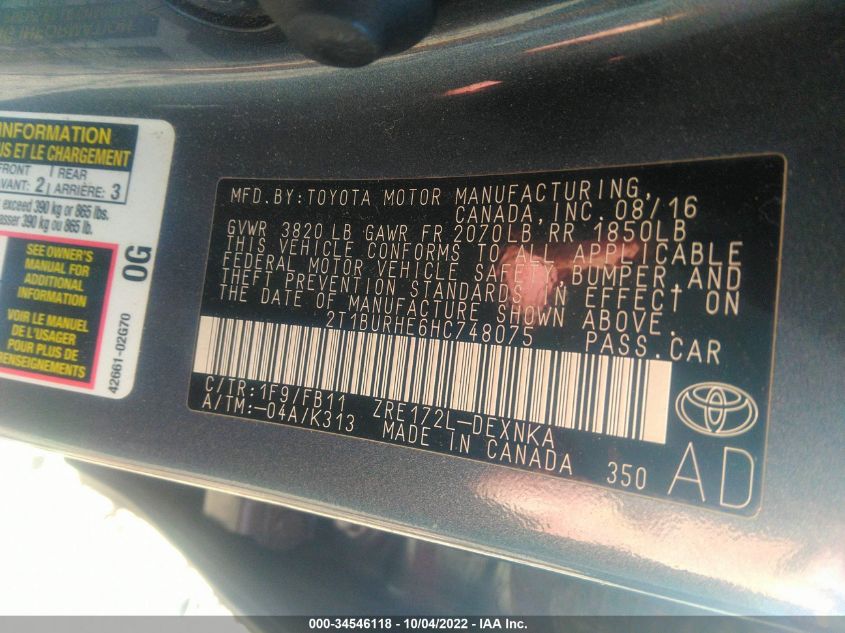 INFORMATION
US ET LE CHARGEMENT
FRONT
AVANT: 2
REAR
ARRIÈRE: 3
exceed 390 kg or 865 lbs.
asser 390 kg ou 865 lb.
SEE OWNER'S
MANUAL FOR
ADDITIONAL
INFORMATION
VOIR LE MANUEL
DE L'USAGER
POUR PLUS DE
RENSEIGNEMENTS
0G
42661-02G70
MFD.BY:TOYOTA MOTOR MANUFACTURING,
CANADA,INC. 08/16
GVWR 3820LB GAWR FR 2070LB RR 1850LB
THIS VEHICLE CONFORMS TO ALL APPLICABLE
FEDERAL MOTOR VEHICLE SAFETY,BUMPER,AND
THEFT PREVENTION STANDARDS IN EFFECT ON
THE DATE OF MANUFACTURE SHOWN ABOVE.
2T1BURHE6HC748075 PASS.CAR
C/TR:1F9/FB11 ZRE172L-DEXNKA
A/TM:-04A/K313 MADE IN CANADA 350
AD
000-34546118 - 10/04/2022 - IAA Inc.